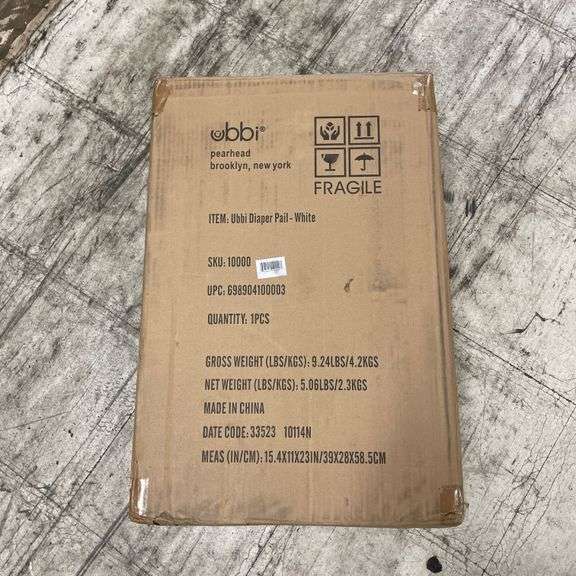 ubbi®
pearhead
brooklyn, new york
FRAGILE
ITEM: Ubbi Diaper Pail - White
SKU: 10000
UPC: 698904100003
QUANTITY: 1PCS
GROSS WEIGHT (LBS/KGS): 9.24LBS/4.2KGS
NET WEIGHT (LBS/KGS): 5.06LBS/2.3KGS
MADE IN CHINA
DATE CODE: 33523 10114N
MEAS (IN/CM): 15.4X11X23IN/39X28X58.5CM